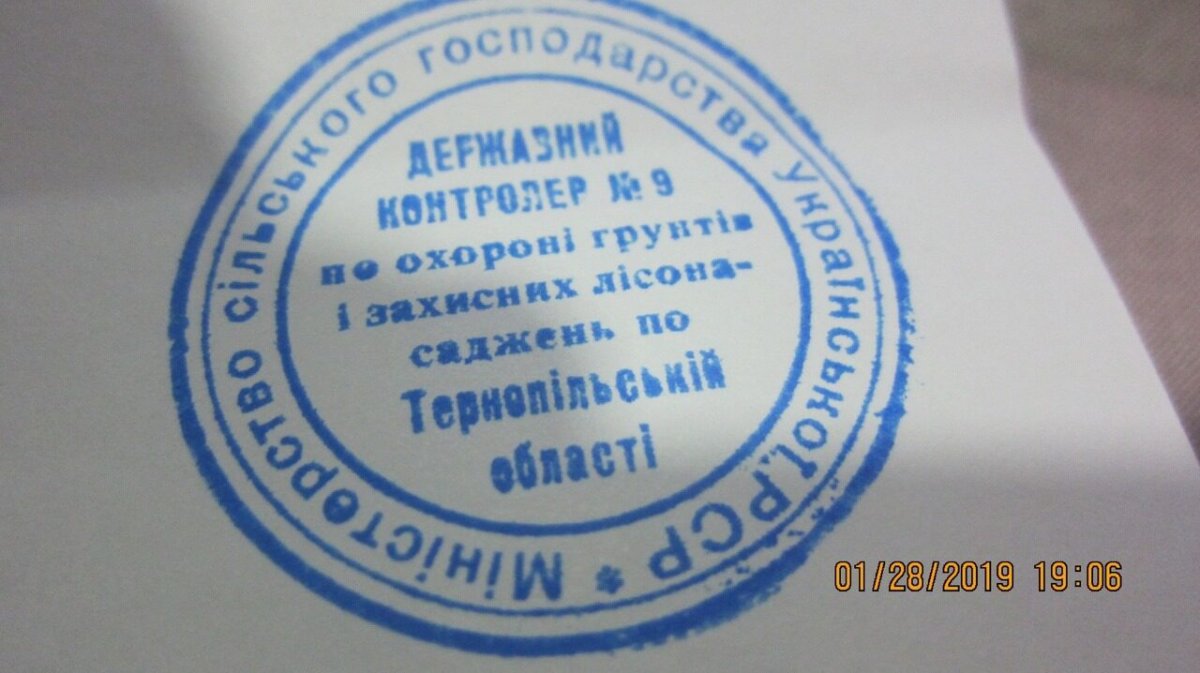 Міністерство сільського господарства Української РСР *
ДЕРЖАВНИЙ
КОНТРОЛЕР № 9
по охороні грунтів
і захисних лісона-
саджень по
Тернопільській
області
01/28/2019 19:06